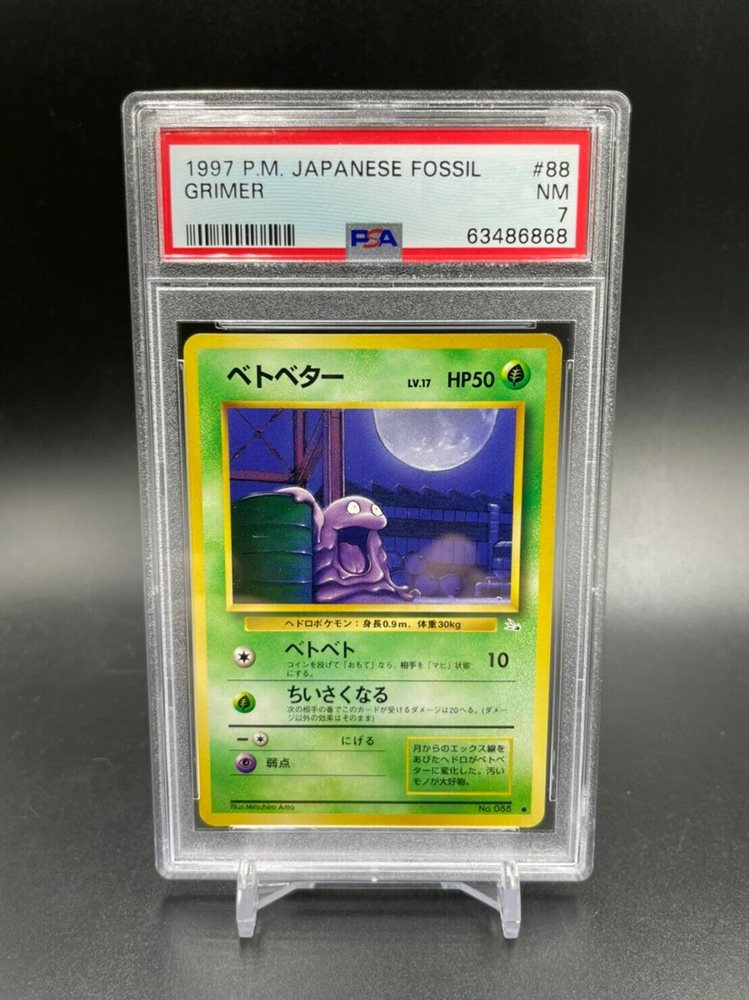 1997 P.M. JAPANESE FOSSIL #88
GRIMER NM
7
PSA 63486868
ベトベター LV.17 HP50
ヘドロポケモン：身長0.9m、体重30kg
ベトベト 10
コインを投げて「おもて」なら、相手を「マヒ」状態
にする。
ちいさくなる
次の相手の番でこのカードが受けるダメージは20へる。(ダメー
ジ以外の効果はそのまま)
にげる
弱点
月からのエックス線を
あびたヘドロがベトベ
ターに変化した。汚い
モノが大好物。
Illus. Mitsuhiro Arita No. 088